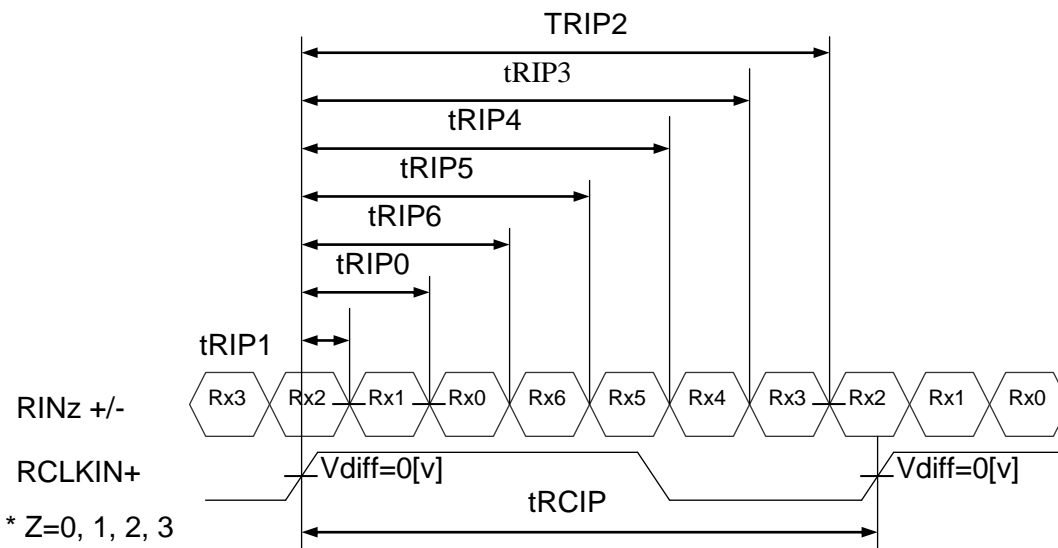 TRIP2
tRIP3
tRIP4
tRIP5
tRIP6
tRIP0
tRIP1
RINz +/- Rx3 Rx2 Rx1 Rx0 Rx6 Rx5 Rx4 Rx3 Rx2 Rx1 Rx0
RCLKIN+ Vdiff=0[v] Vdiff=0[v]
tRCIP
* Z=0, 1, 2, 3